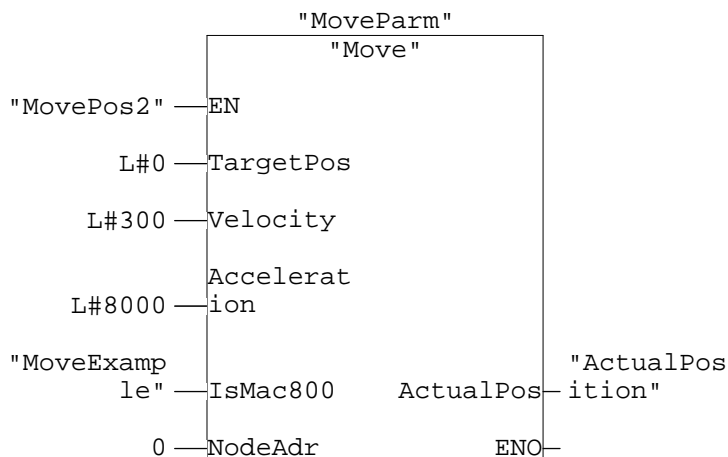 "MoveParm"
"Move"
"MovePos2" EN
L#0 TargetPos
L#300 Velocity
Accelerat
L#8000 ion
"MoveExamp "ActualPos
le" IsMac800 ActualPos ition"
0 NodeAdr ENO